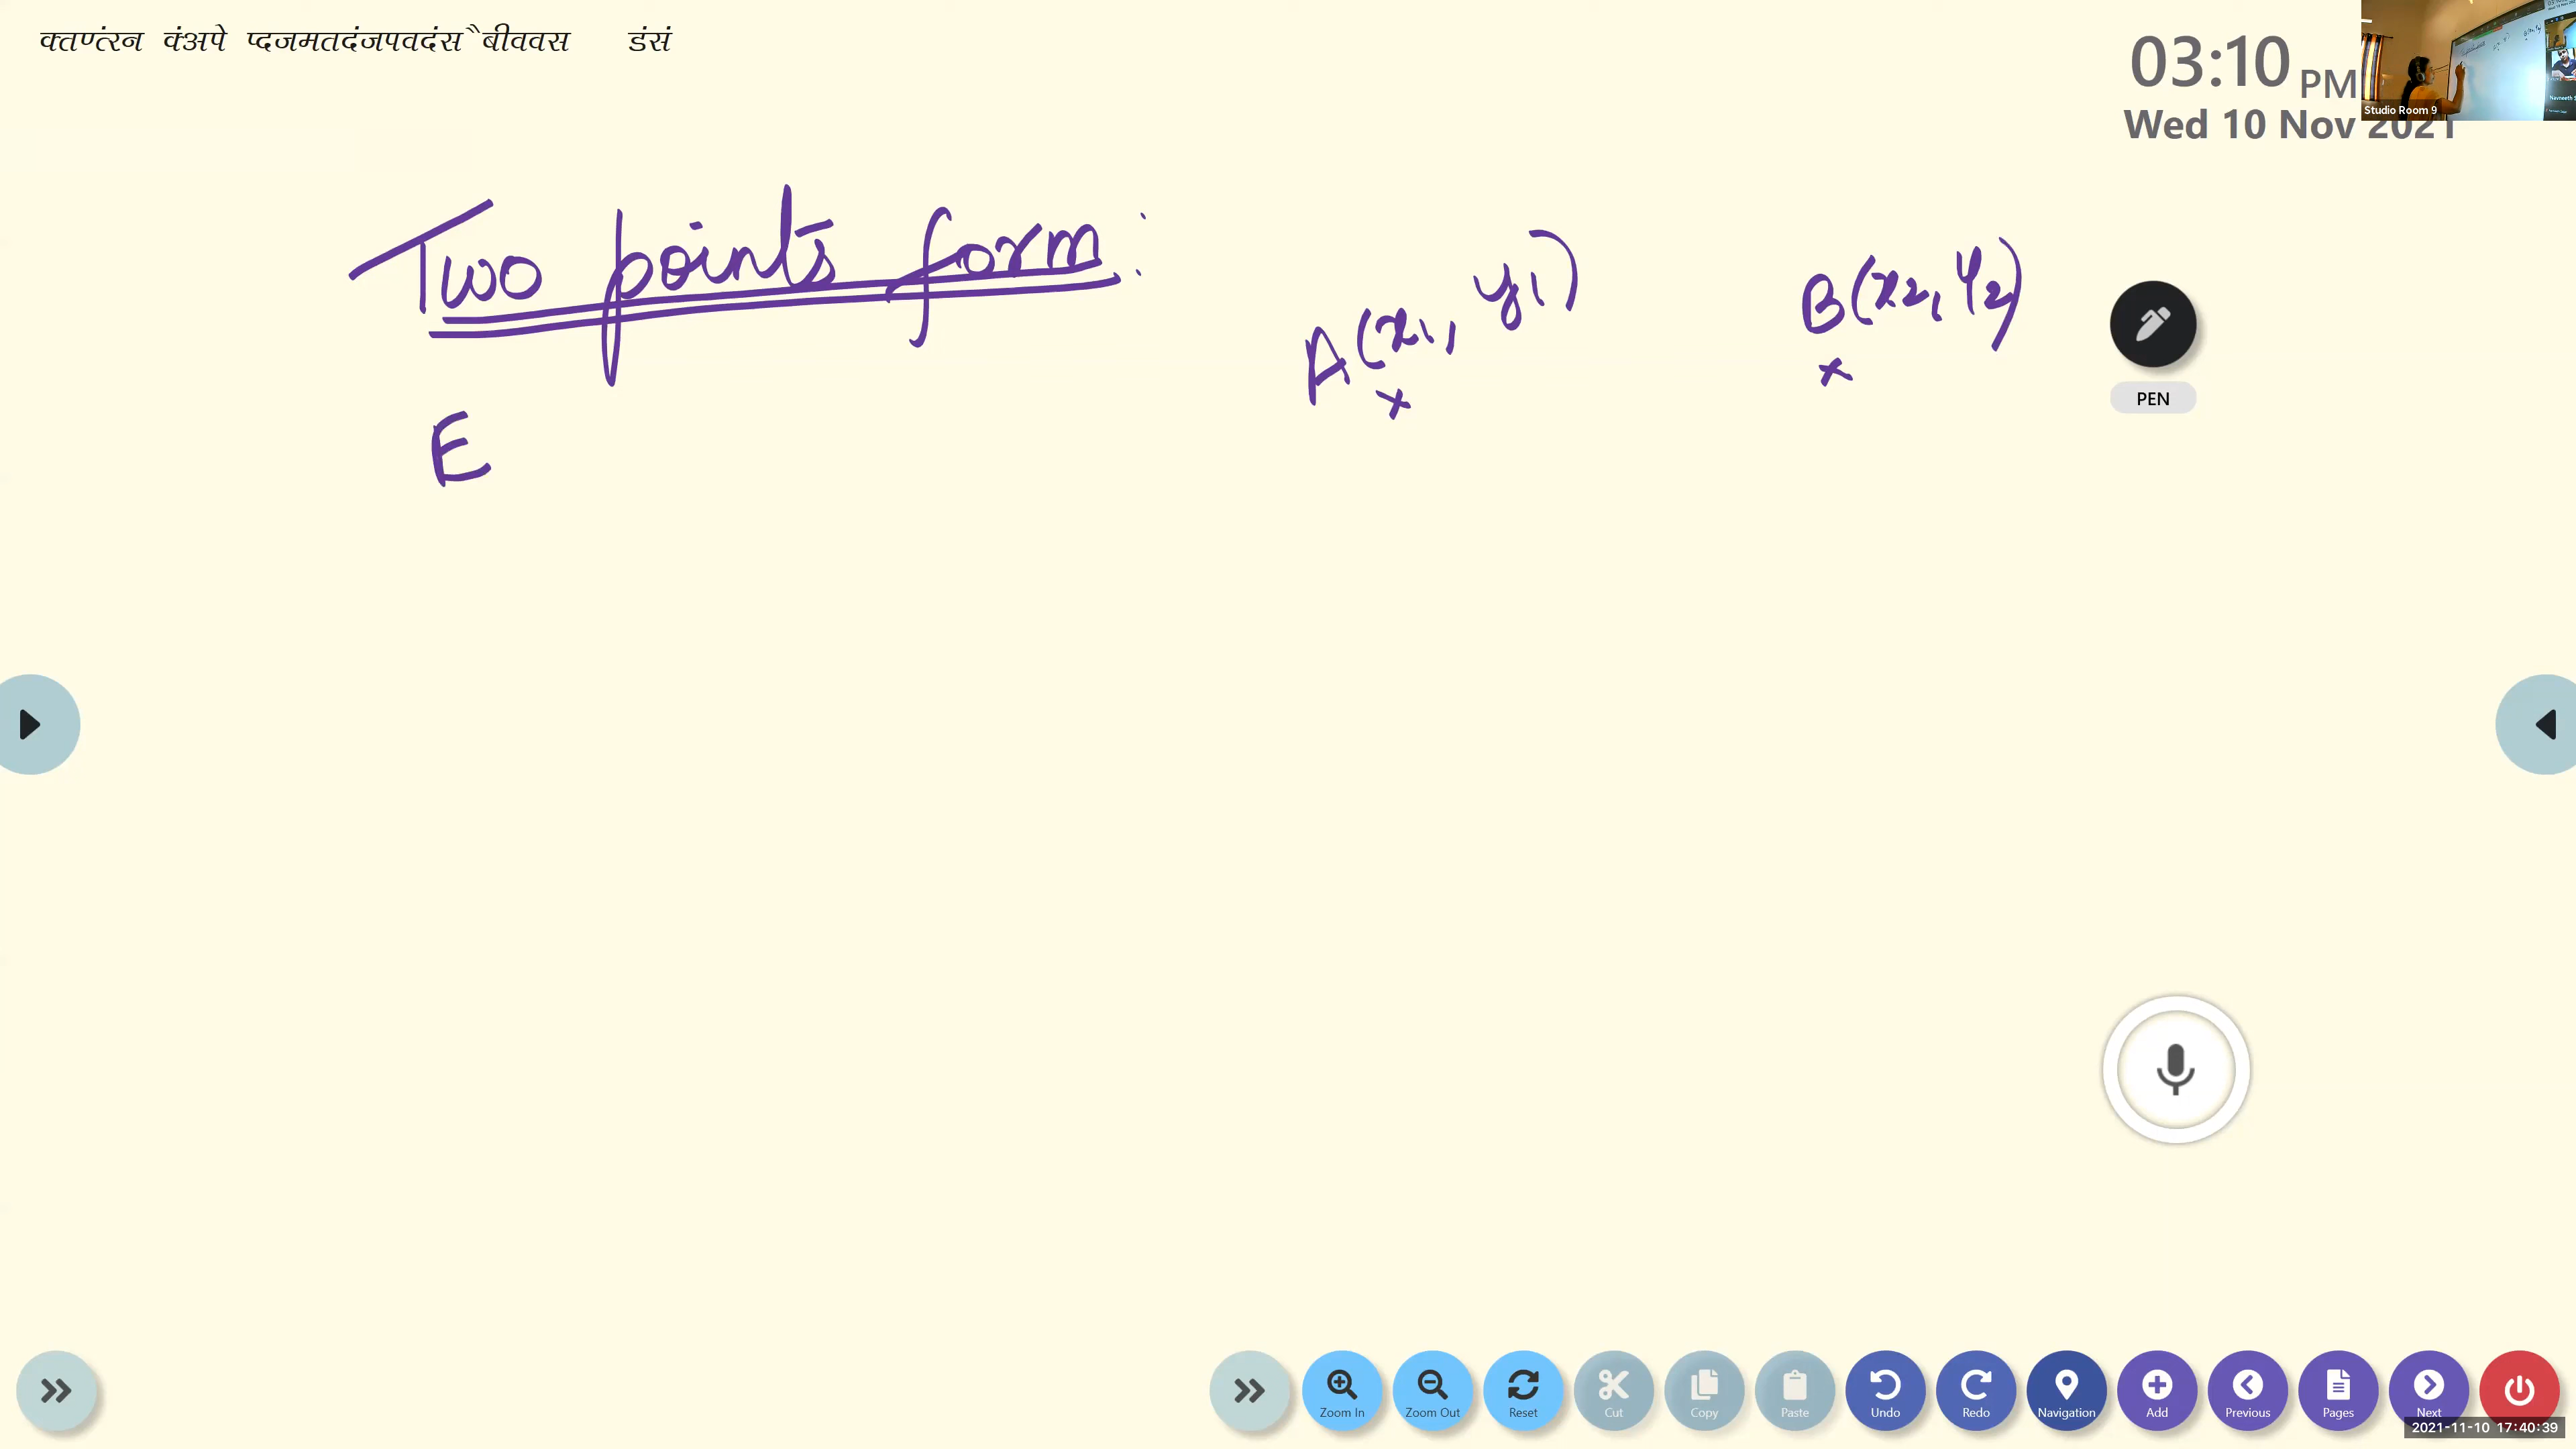 क्तण्तंरन कंअपे प्दजमतदंजपवदंस ैबीववस डंसं
03:10 PM
Wed 10 Nov 2021
Studio Room 9
Two points form:
A(x1, y1)
B(x2, y2)
PEN
E
Zoom In
Zoom Out
Reset
Cut
Copy
Paste
Undo
Redo
Navigation
Add
Previous
Pages
Next
2021-11-10 17:40:39